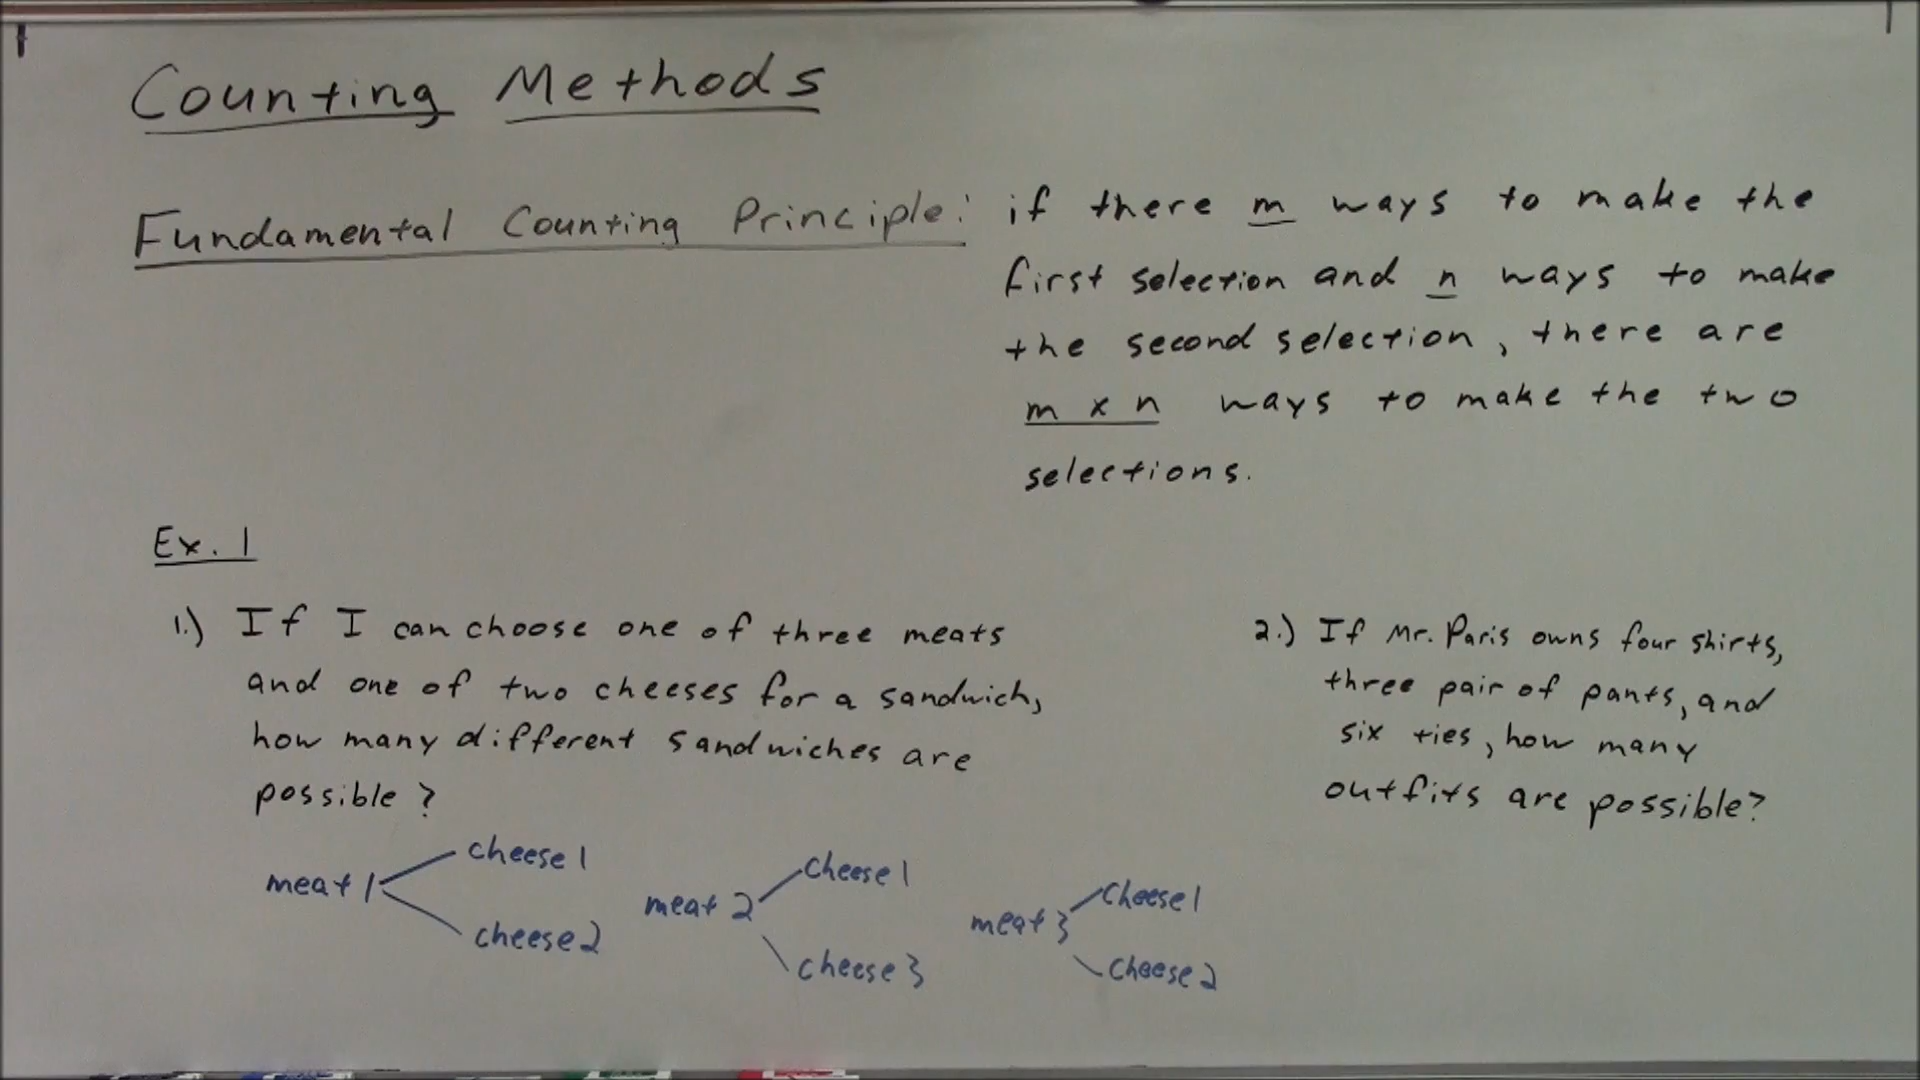 Counting Methods
Fundamental Counting Principle: if there m ways to make the
first selection and n ways to make
the second selection, there are
m x n ways to make the two
selections.
Ex. 1
1.) If I can choose one of three meats
and one of two cheeses for a sandwich,
how many different sandwiches are
possible?
meat 1 cheese 1
cheese 2
meat 2 cheese 1
cheese 3
meat 3 cheese 1
cheese 2
2.) If Mr. Paris owns four shirts,
three pair of pants, and
six ties, how many
outfits are possible?